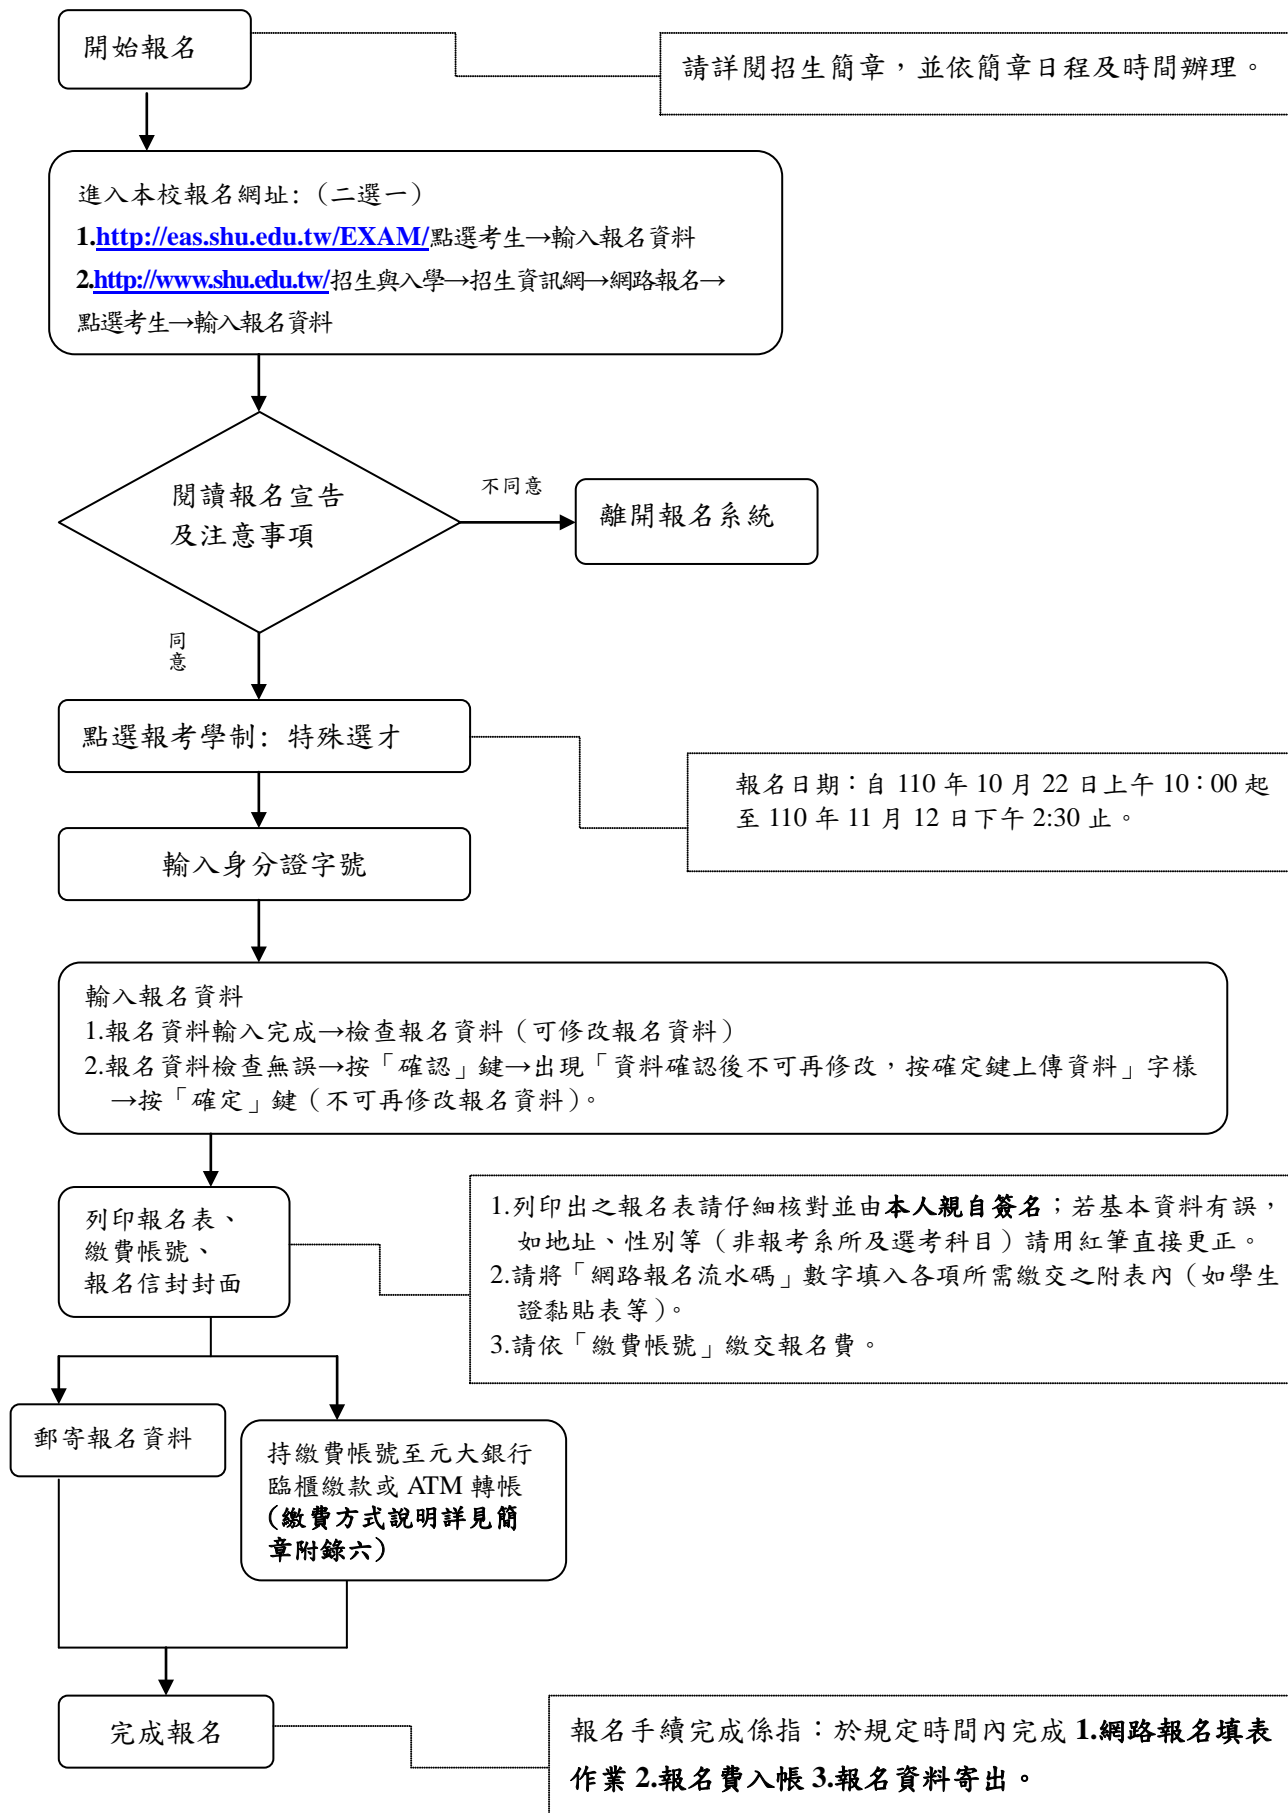 開始報名
請詳閱招生簡章，並依簡章日程及時間辦理。
進入本校報名網址:（二選一）
1.http://eas.shu.edu.tw/EXAM/點選考生→輸入報名資料
2.http://www.shu.edu.tw/招生與入學→招生資訊網→網路報名→
點選考生→輸入報名資料
閱讀報名宣告
及注意事項
不同意
離開報名系統
同
意
點選報考學制: 特殊選才
報名日期：自 110 年 10 月 22 日上午 10：00 起
至 110 年 11 月 12 日下午 2:30 止。
輸入身分證字號
輸入報名資料
1.報名資料輸入完成→檢查報名資料（可修改報名資料）
2.報名資料檢查無誤→按「確認」鍵→出現「資料確認後不可再修改，按確定鍵上傳資料」字樣
→按「確定」鍵（不可再修改報名資料）。
列印報名表、
繳費帳號、
報名信封封面
1.列印出之報名表請仔細核對並由本人親自簽名；若基本資料有誤，
如地址、性別等（非報考系所及選考科目）請用紅筆直接更正。
2.請將「網路報名流水碼」數字填入各項所需繳交之附表內（如學生
證黏貼表等）。
3.請依「繳費帳號」繳交報名費。
郵寄報名資料
持繳費帳號至元大銀行
臨櫃繳款或 ATM 轉帳
（繳費方式說明詳見簡
章附錄六）
完成報名
報名手續完成係指：於規定時間內完成 1.網路報名填表
作業 2.報名費入帳 3.報名資料寄出。